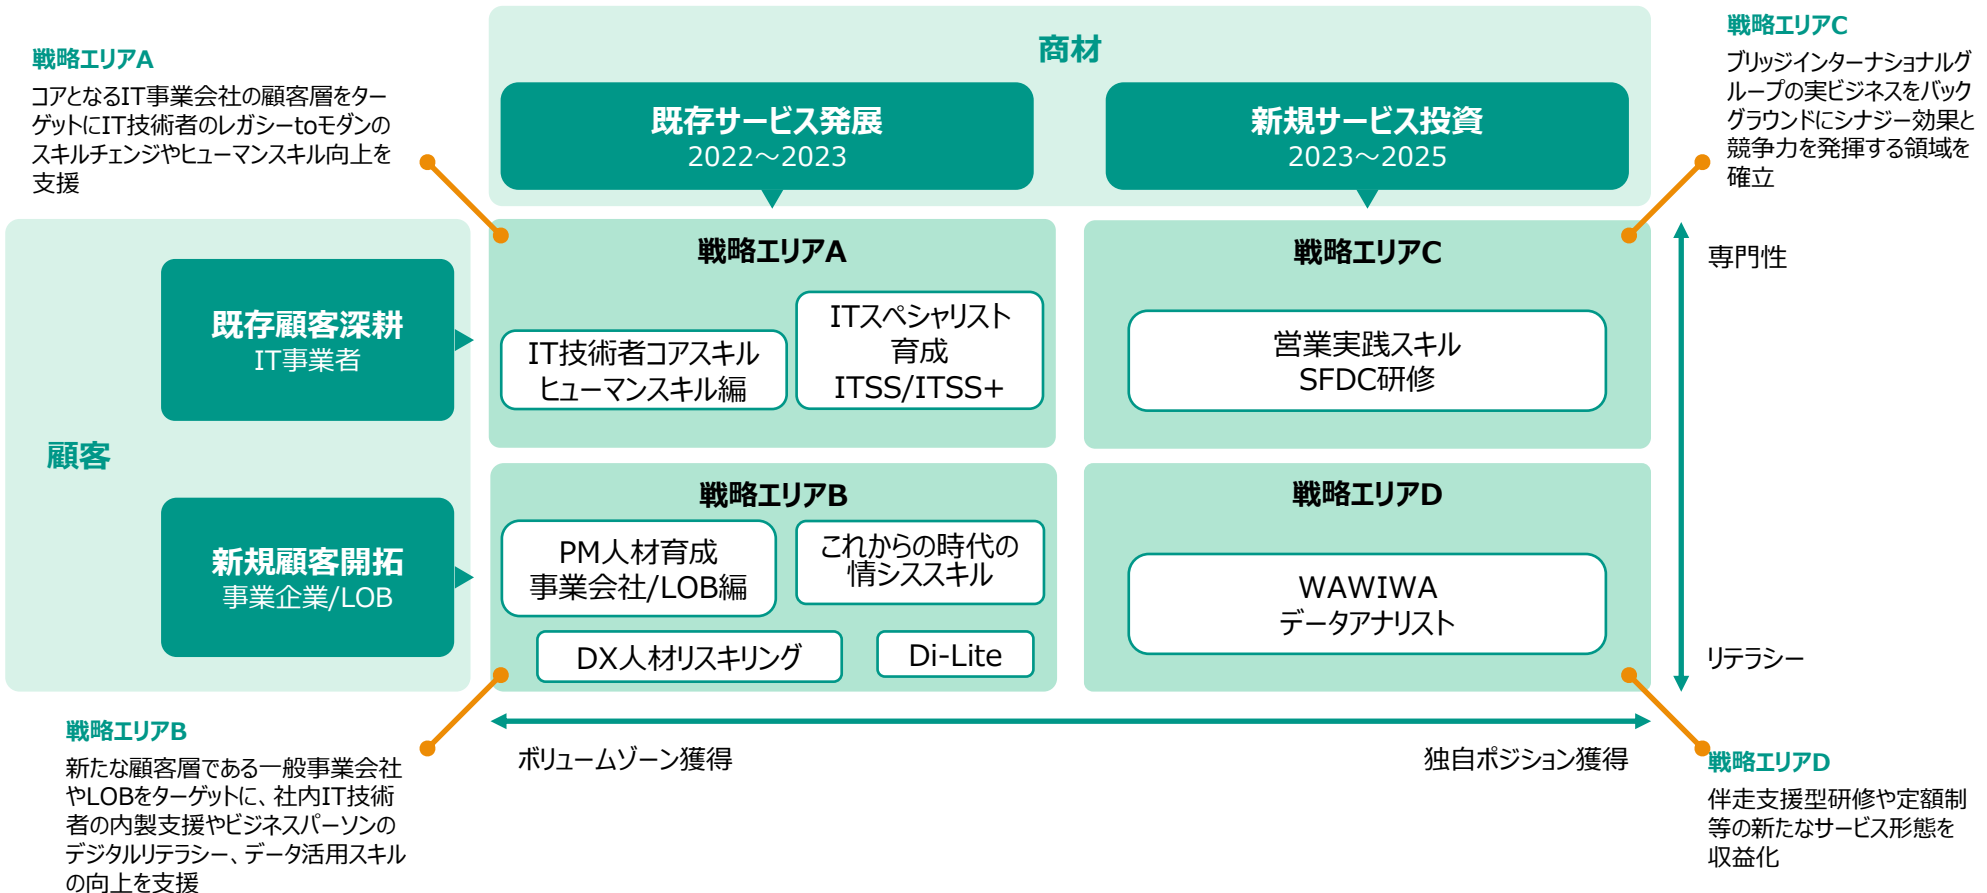 商材
戦略エリアA
コアとなるIT事業会社の顧客層をター
ゲットにIT技術者のレガシーtoモダンの
スキルチェンジやヒューマンスキル向上を
支援
既存サービス発展
2022～2023
新規サービス投資
2023～2025
戦略エリアC
ブリッジインターナショナルグ
ループの実ビジネスをバック
グラウンドにシナジー効果と
競争力を発揮する領域を
確立
顧客
既存顧客深耕
IT事業者
戦略エリアA
IT技術者コアスキル
ヒューマンスキル編
ITスペシャリスト
育成
ITSS/ITSS+
戦略エリアC
営業実践スキル
SFDC研修
専門性
新規顧客開拓
事業企業/LOB
戦略エリアB
PM人材育成
事業会社/LOB編
これからの時代の
情シススキル
DX人材リスキリング
Di-Lite
戦略エリアD
WAWIWA
データアナリスト
リテラシー
ボリュームゾーン獲得
独自ポジション獲得
戦略エリアB
新たな顧客層である一般事業会社
やLOBをターゲットに、社内IT技術
者の内製支援やビジネスパーソンの
デジタルリテラシー、データ活用スキル
の向上を支援
戦略エリアD
伴走支援型研修や定額制
等の新たなサービス形態を
収益化